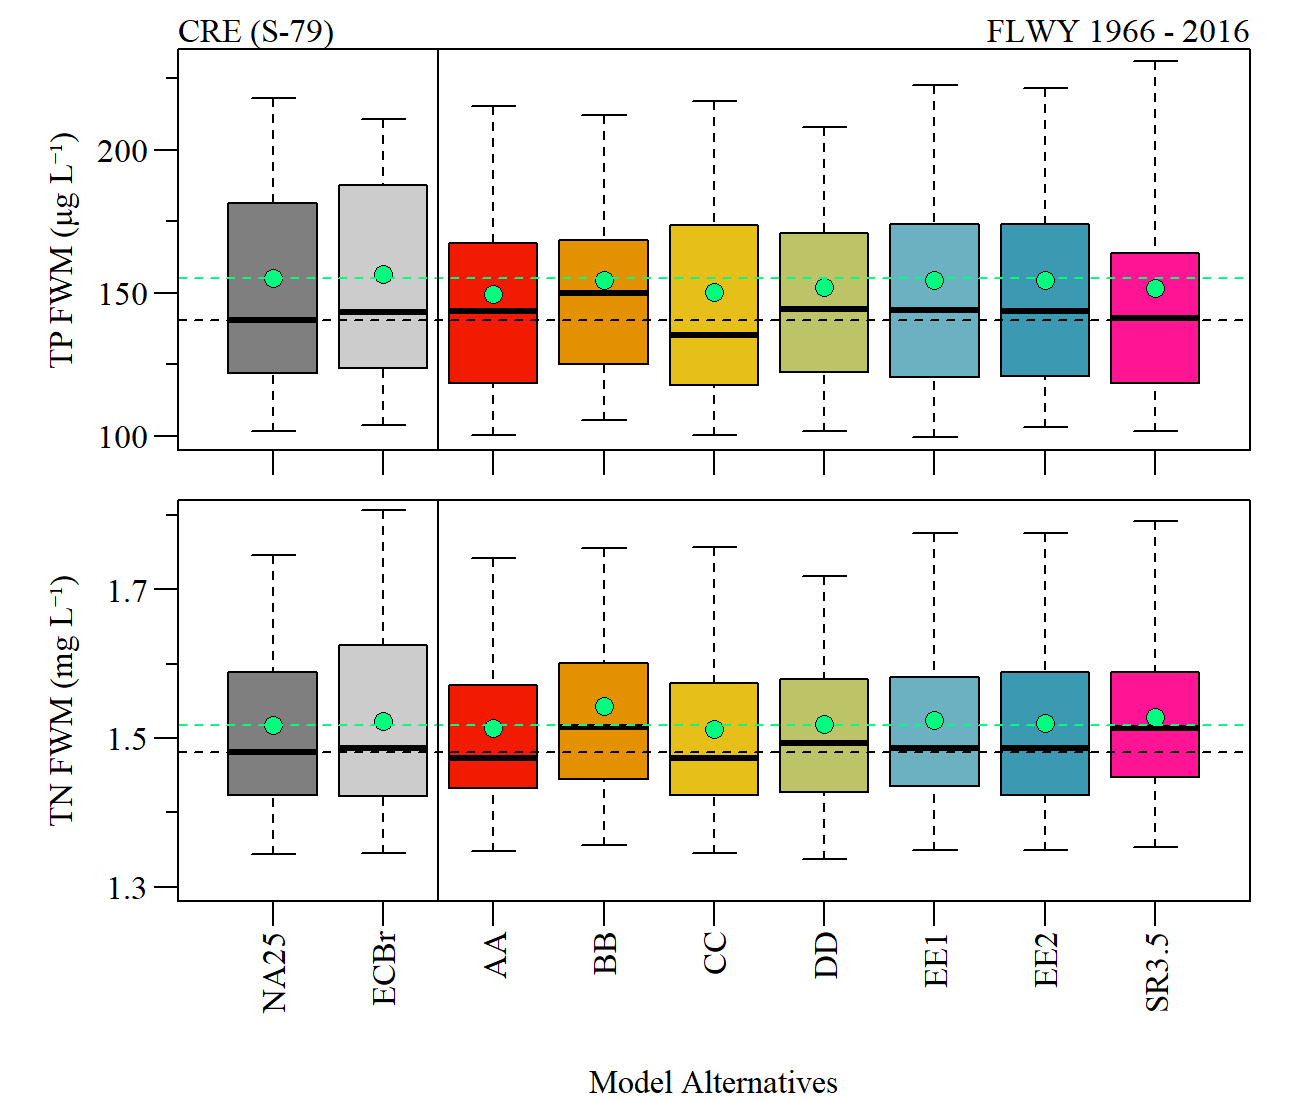 CRE (S-79) FLWY 1966 - 2016
TP FWM (µg L⁻¹)
200
150
100
TN FWM (mg L⁻¹)
1.7
1.5
1.3
NA25 ECBr AA BB CC DD EE1 EE2 SR3.5
Model Alternatives